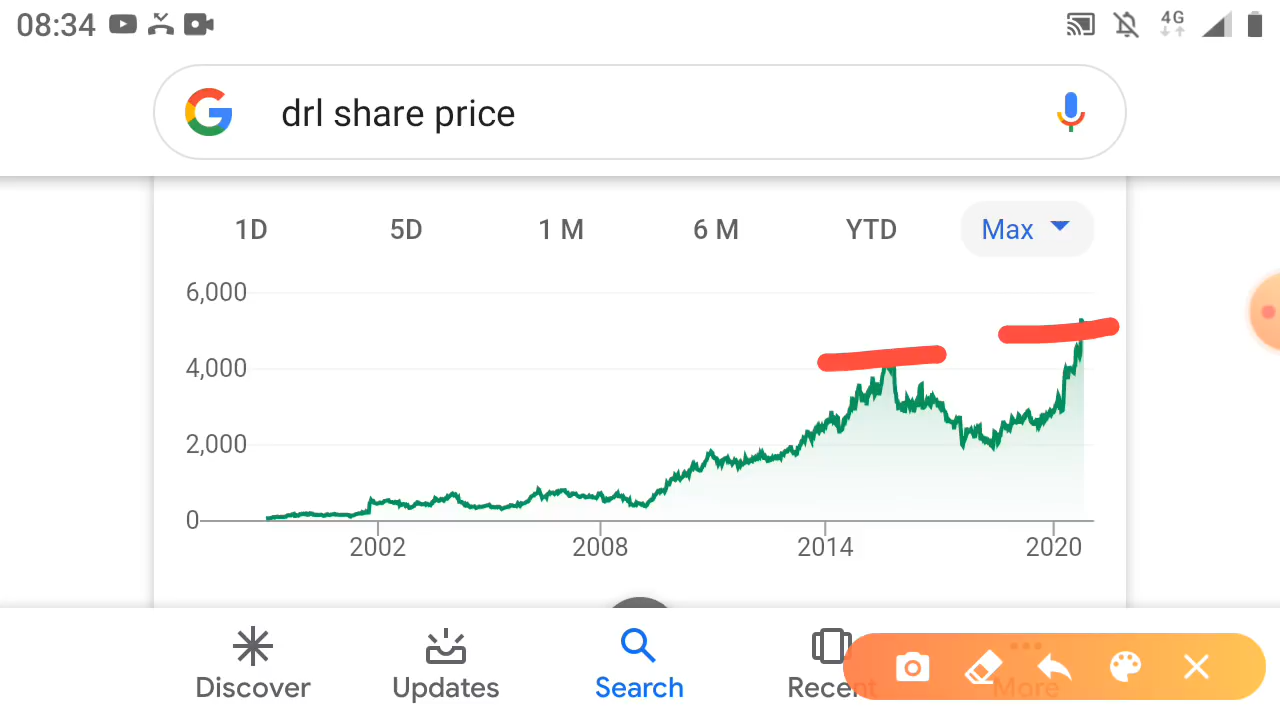 08:34
4G
drl share price
1D 5D 1 M 6 M YTD Max
6,000
4,000
2,000
0
2002 2008 2014 2020
Discover Updates Search Recent More